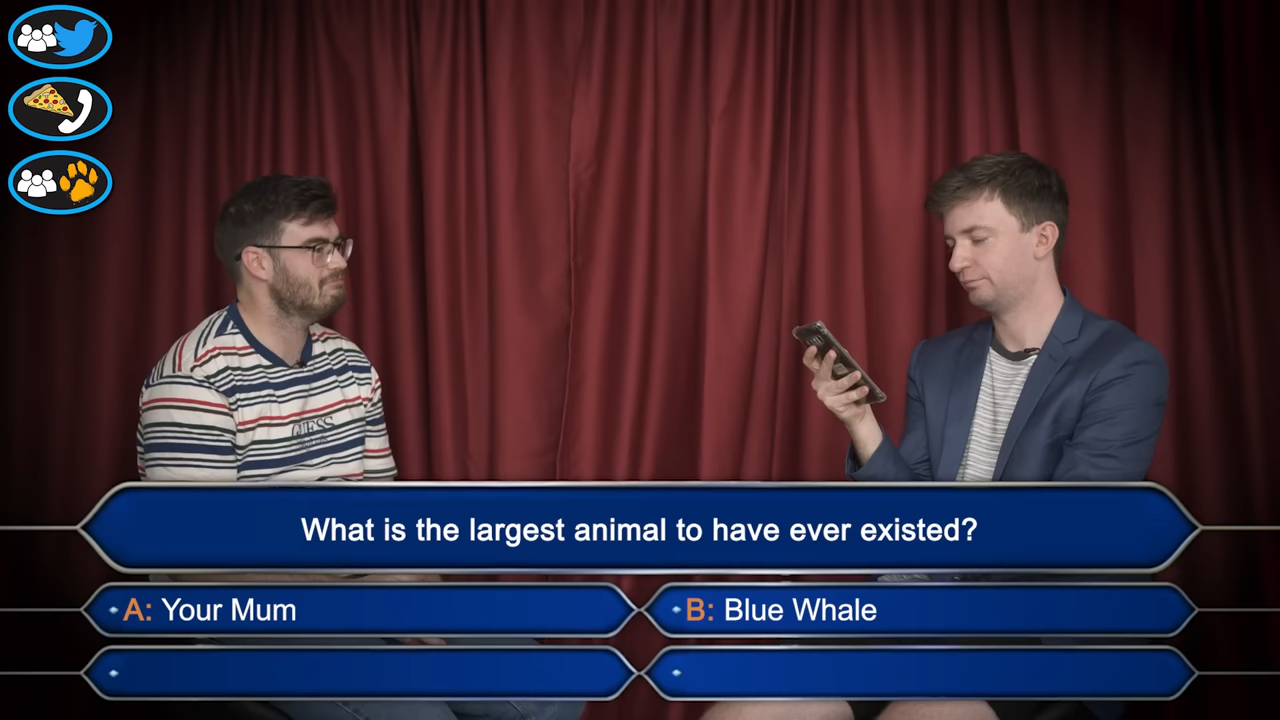 GUESS
What is the largest animal to have ever existed?
A: Your Mum
B: Blue Whale